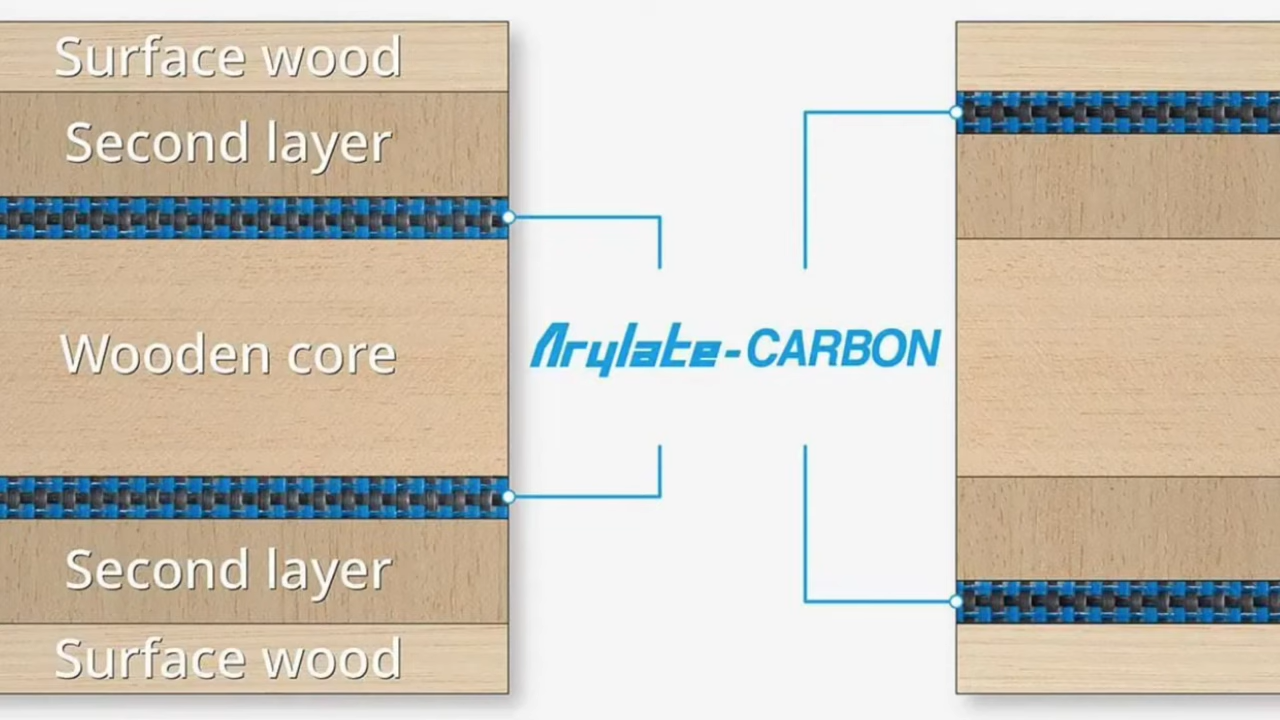 Surface wood
Second layer
Wooden core
Arylate-CARBON
Second layer
Surface wood